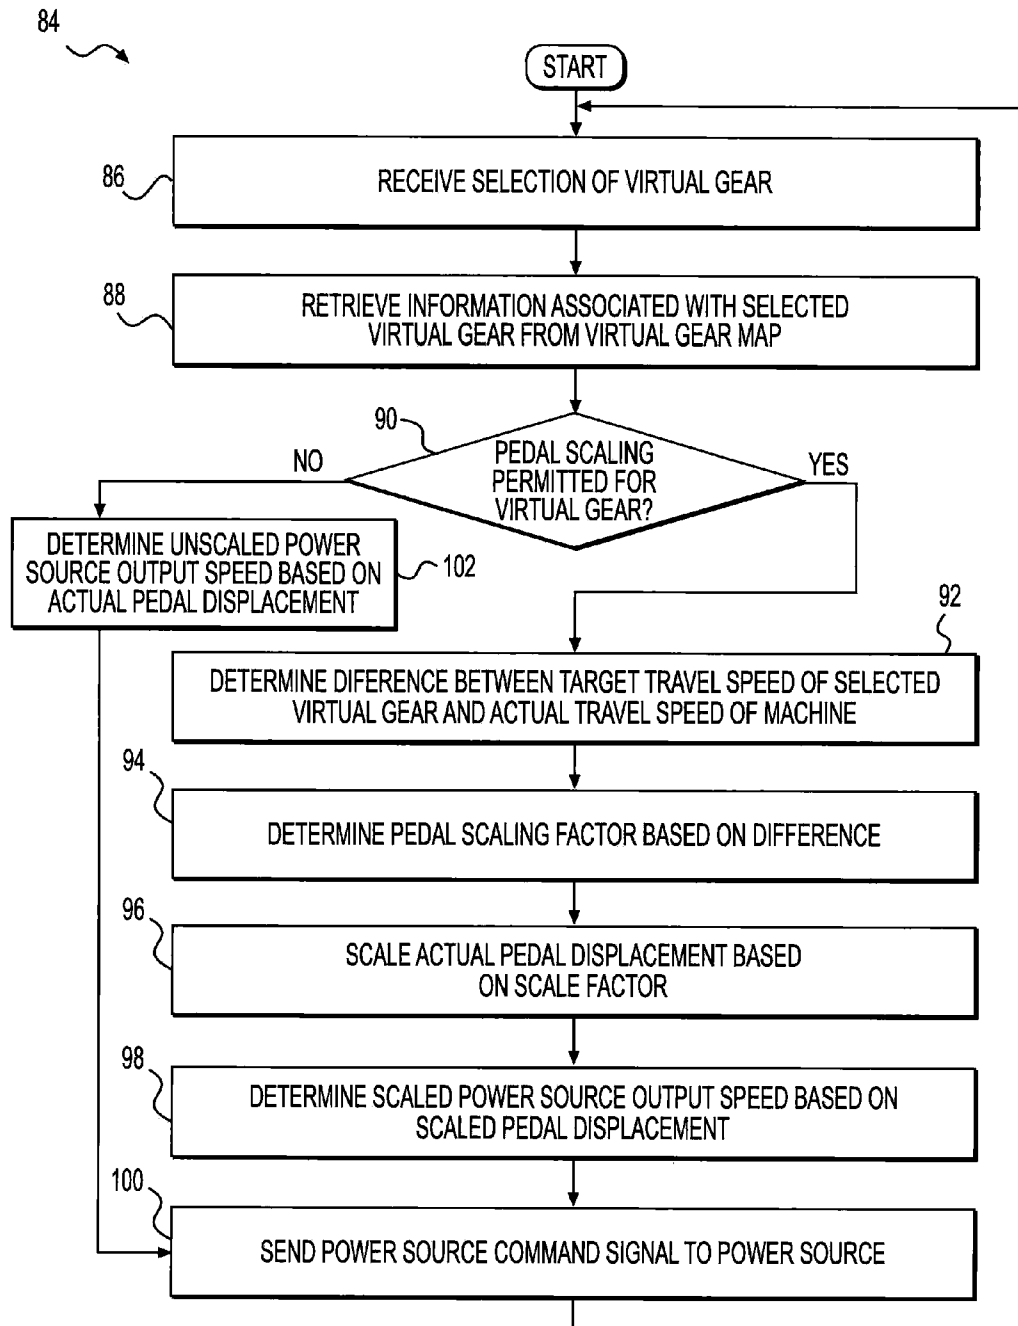 84
START
86
RECEIVE SELECTION OF VIRTUAL GEAR
88
RETRIEVE INFORMATION ASSOCIATED WITH SELECTED
VIRTUAL GEAR FROM VIRTUAL GEAR MAP
90
NO
PEDAL SCALING
PERMITTED FOR
VIRTUAL GEAR?
YES
DETERMINE UNSCALED POWER
SOURCE OUTPUT SPEED BASED ON
ACTUAL PEDAL DISPLACEMENT
102
92
DETERMINE DIFERENCE BETWEEN TARGET TRAVEL SPEED OF SELECTED
VIRTUAL GEAR AND ACTUAL TRAVEL SPEED OF MACHINE
94
DETERMINE PEDAL SCALING FACTOR BASED ON DIFFERENCE
96
SCALE ACTUAL PEDAL DISPLACEMENT BASED
ON SCALE FACTOR
98
DETERMINE SCALED POWER SOURCE OUTPUT SPEED BASED ON
SCALED PEDAL DISPLACEMENT
100
SEND POWER SOURCE COMMAND SIGNAL TO POWER SOURCE